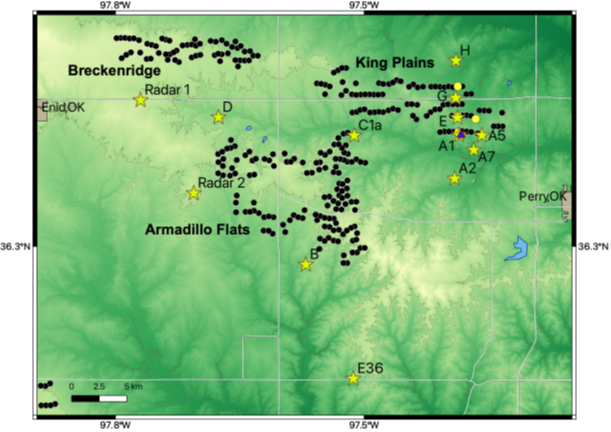 97.8°W 97.5°W
H
King Plains
Breckenridge
Radar 1
G
Enid,OK
D
E
C1a
A5
A1
A7
A2
Radar 2
Perry,OK
Armadillo Flats
36.3°N 36.3°N
B
E36
0 2.5 5 km
97.8°W 97.5°W